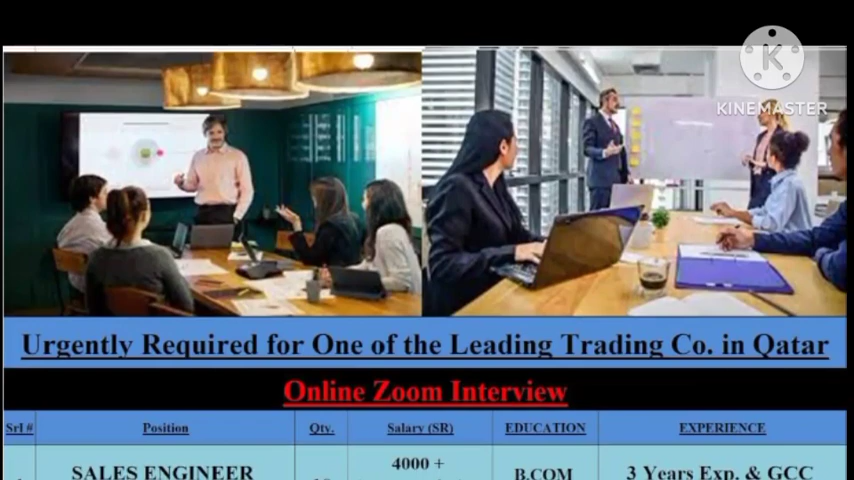 K
KINEMASTER
Urgently Required for One of the Leading Trading Co. in Qatar
Online Zoom Interview
Srl # Position Qty. Salary (SR) EDUCATION EXPERIENCE
4000 +
SALES ENGINEER B.COM 3 Years Exp. & GCC